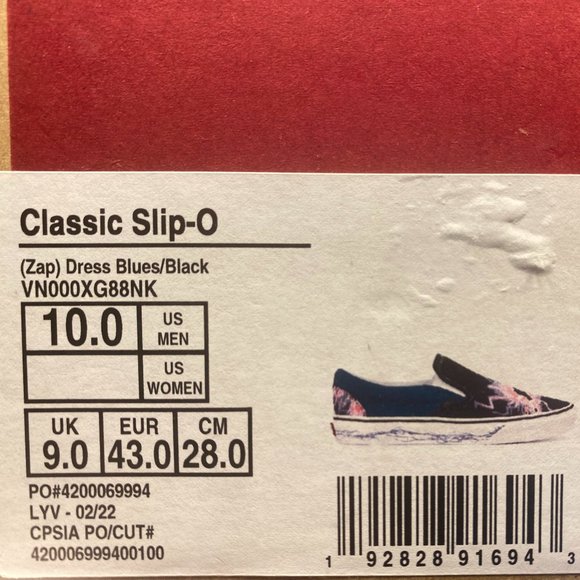 Classic Slip-O
(Zap) Dress Blues/Black
VN000XG88NK
10.0 US MEN
US WOMEN
UK EUR CM
9.0 43.0 28.0
PO#4200069994
LYV - 02/22
CPSIA PO/CUT#
420006999400100
1 92828 91694 3